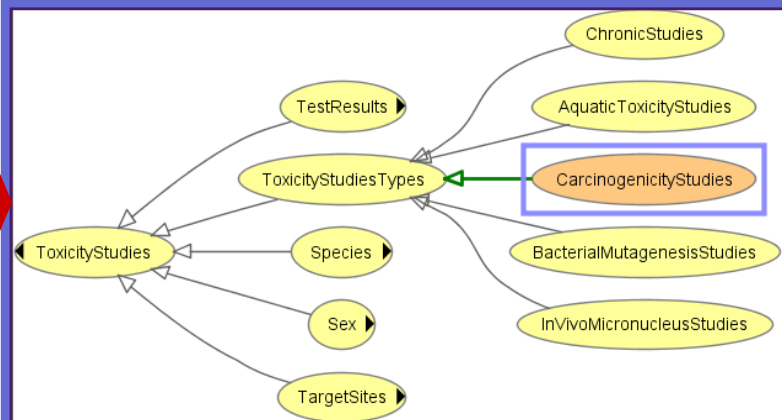 ChronicStudies
TestResults
AquaticToxicityStudies
ToxicityStudiesTypes
CarcinogenicityStudies
ToxicityStudies
Species
BacterialMutagenesisStudies
Sex
InVivoMicronucleusStudies
TargetSites